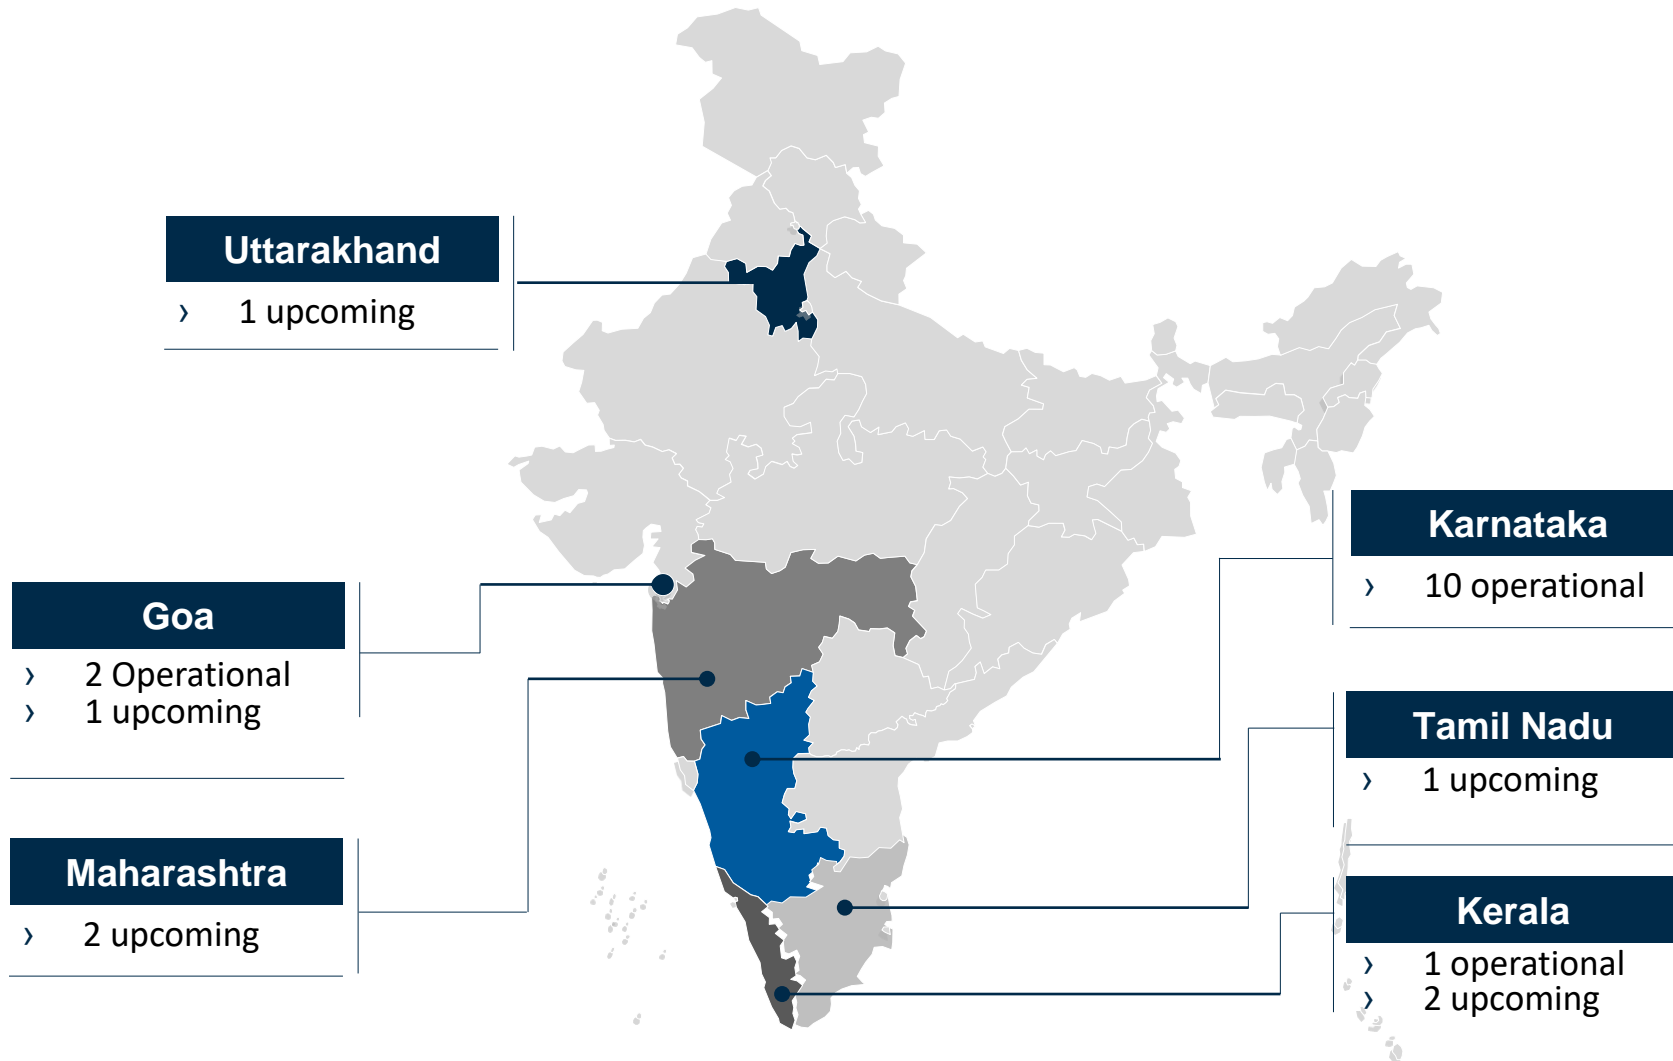 Uttarakhand
› 1 upcoming
Goa
› 2 Operational
› 1 upcoming
Maharashtra
› 2 upcoming
Karnataka
› 10 operational
Tamil Nadu
› 1 upcoming
Kerala
› 1 operational
› 2 upcoming